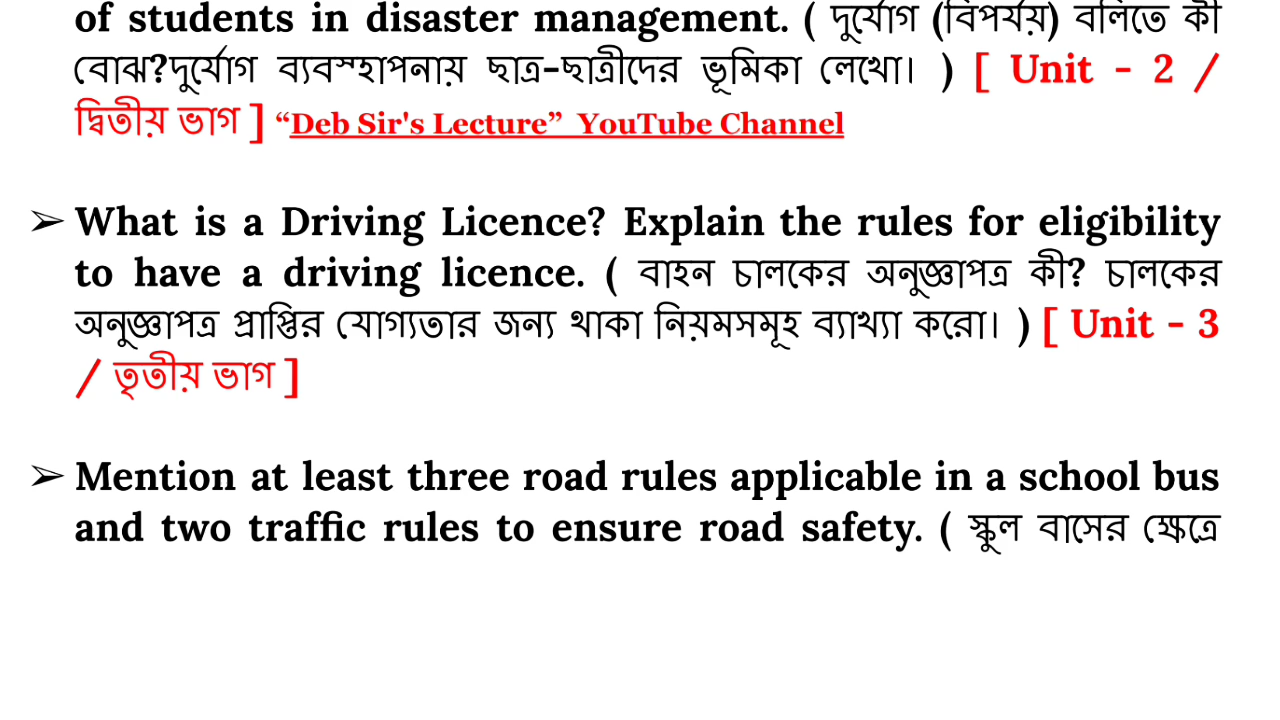 of students in disaster management. ( দুর্যোগ (বিপর্যয়) বলিতে কী
বোঝ?দুর্যোগ ব্যবস্হাপনায় ছাত্র-ছাত্রীদের ভূমিকা লেখো। ) [ Unit - 2 /
দ্বিতীয় ভাগ ] “Deb Sir's Lecture” YouTube Channel
➢ What is a Driving Licence? Explain the rules for eligibility
to have a driving licence. ( বাহন চালকের অনুজ্ঞাপত্র কী? চালকের
অনুজ্ঞাপত্র প্রাপ্তির যোগ্যতার জন্য থাকা নিয়মসমূহ ব্যাখ্যা করো। ) [ Unit - 3
/ তৃতীয় ভাগ ]
➢ Mention at least three road rules applicable in a school bus
and two traffic rules to ensure road safety. ( স্কুল বাসের ক্ষেত্রে